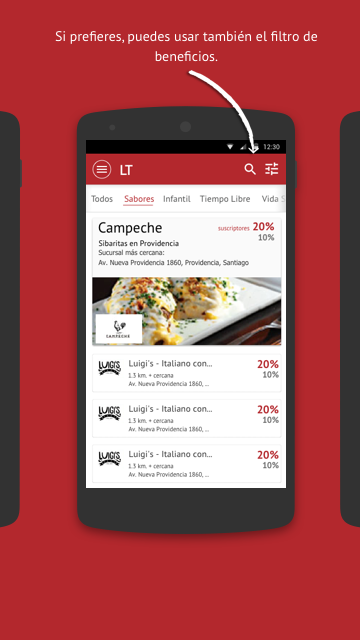 Si prefieres, puedes usar también el filtro de
beneficios.
12:30
LT
Todos Sabores Infantil Tiempo Libre Vida S
Campeche
suscriptores 20%
10%
Sibaritas en Providencia
Sucursal más cercana:
Av. Nueva Providencia 1860, Providencia, Santiago
CAMPECHE
LUIGI'S
Luigi's - Italiano con...
20%
1.3 km. + cercana
10%
Av. Nueva Providencia 1860, ...
LUIGI'S
Luigi's - Italiano con...
20%
1.3 km. + cercana
10%
Av. Nueva Providencia 1860, ...
LUIGI'S
Luigi's - Italiano con...
20%
1.3 km. + cercana
10%
Av. Nueva Providencia 1860, ...